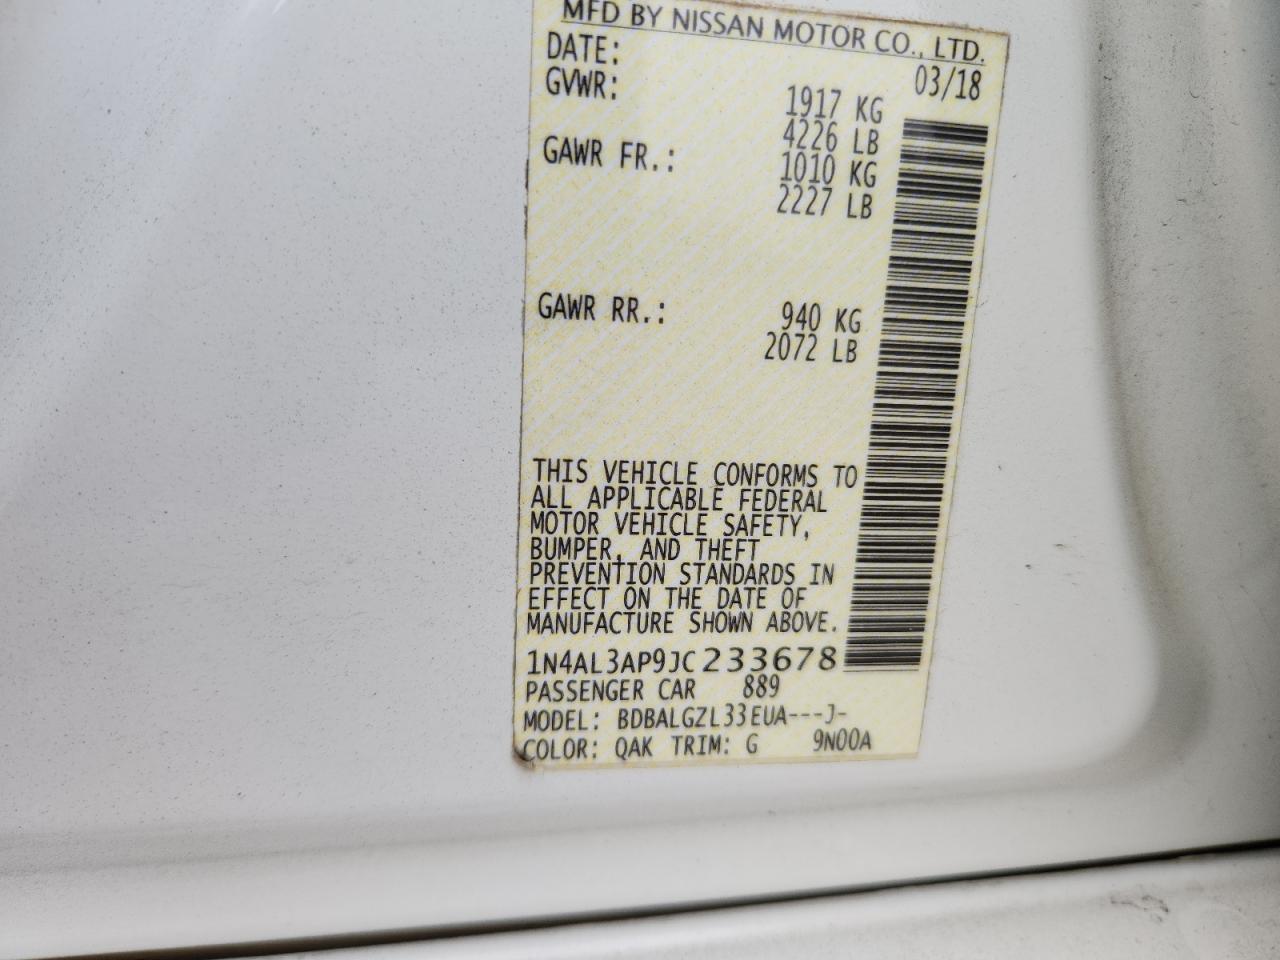 MFD BY NISSAN MOTOR CO., LTD.
DATE: 03/18
GVWR: 1917 KG
4226 LB
GAWR FR.: 1010 KG
2227 LB
GAWR RR.: 940 KG
2072 LB
THIS VEHICLE CONFORMS TO
ALL APPLICABLE FEDERAL
MOTOR VEHICLE SAFETY,
BUMPER, AND THEFT
PREVENTION STANDARDS IN
EFFECT ON THE DATE OF
MANUFACTURE SHOWN ABOVE.
1N4AL3AP9JC233678
PASSENGER CAR 889
MODEL: BDBALGZL33EUA---J-
COLOR: QAK TRIM: G 9N00A